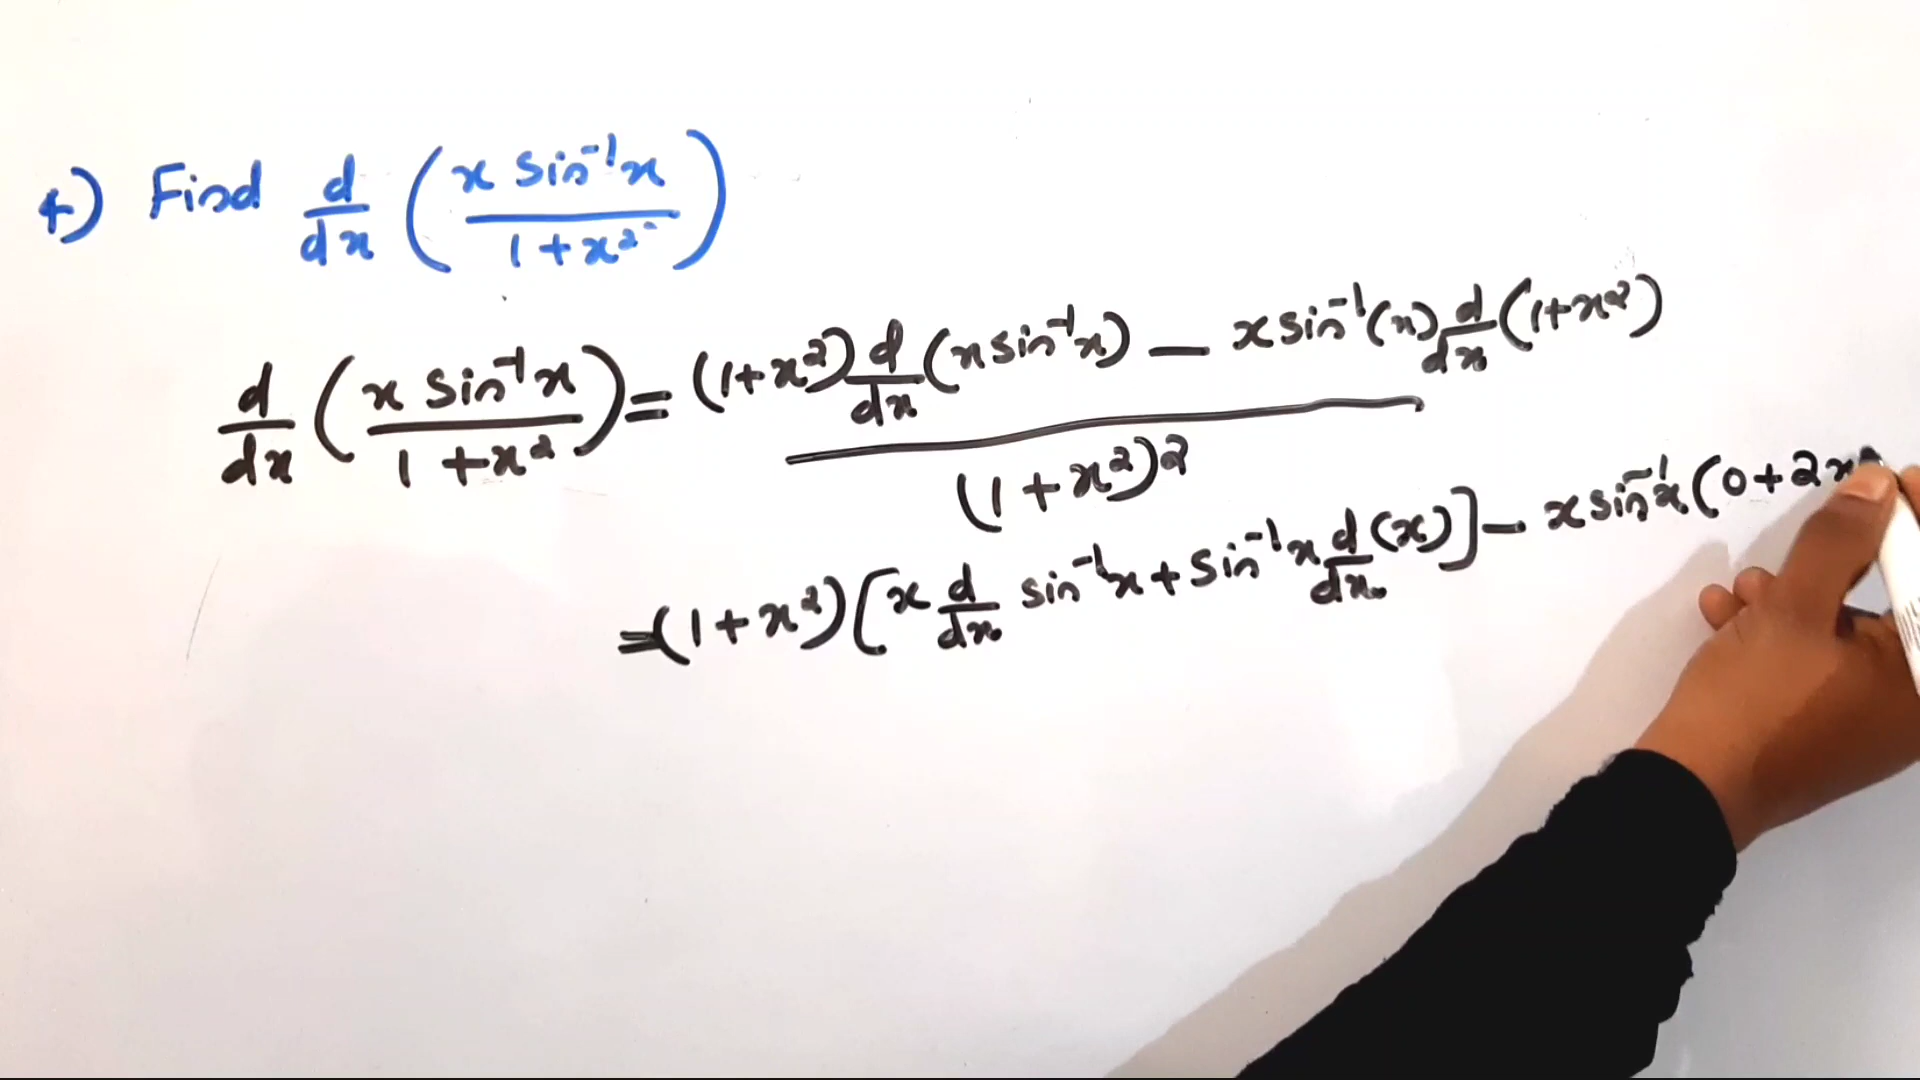 +) Find d/dx (x sin⁻¹x / 1+x²)
d/dx (x sin⁻¹x / 1+x²) = (1+x²) d/dx (x sin⁻¹x) − x sin⁻¹(x) d/dx (1+x²) / (1+x²)²
= (1+x²) [x d/dx sin⁻¹x + sin⁻¹x d/dx (x)] − x sin⁻¹x (0+2x